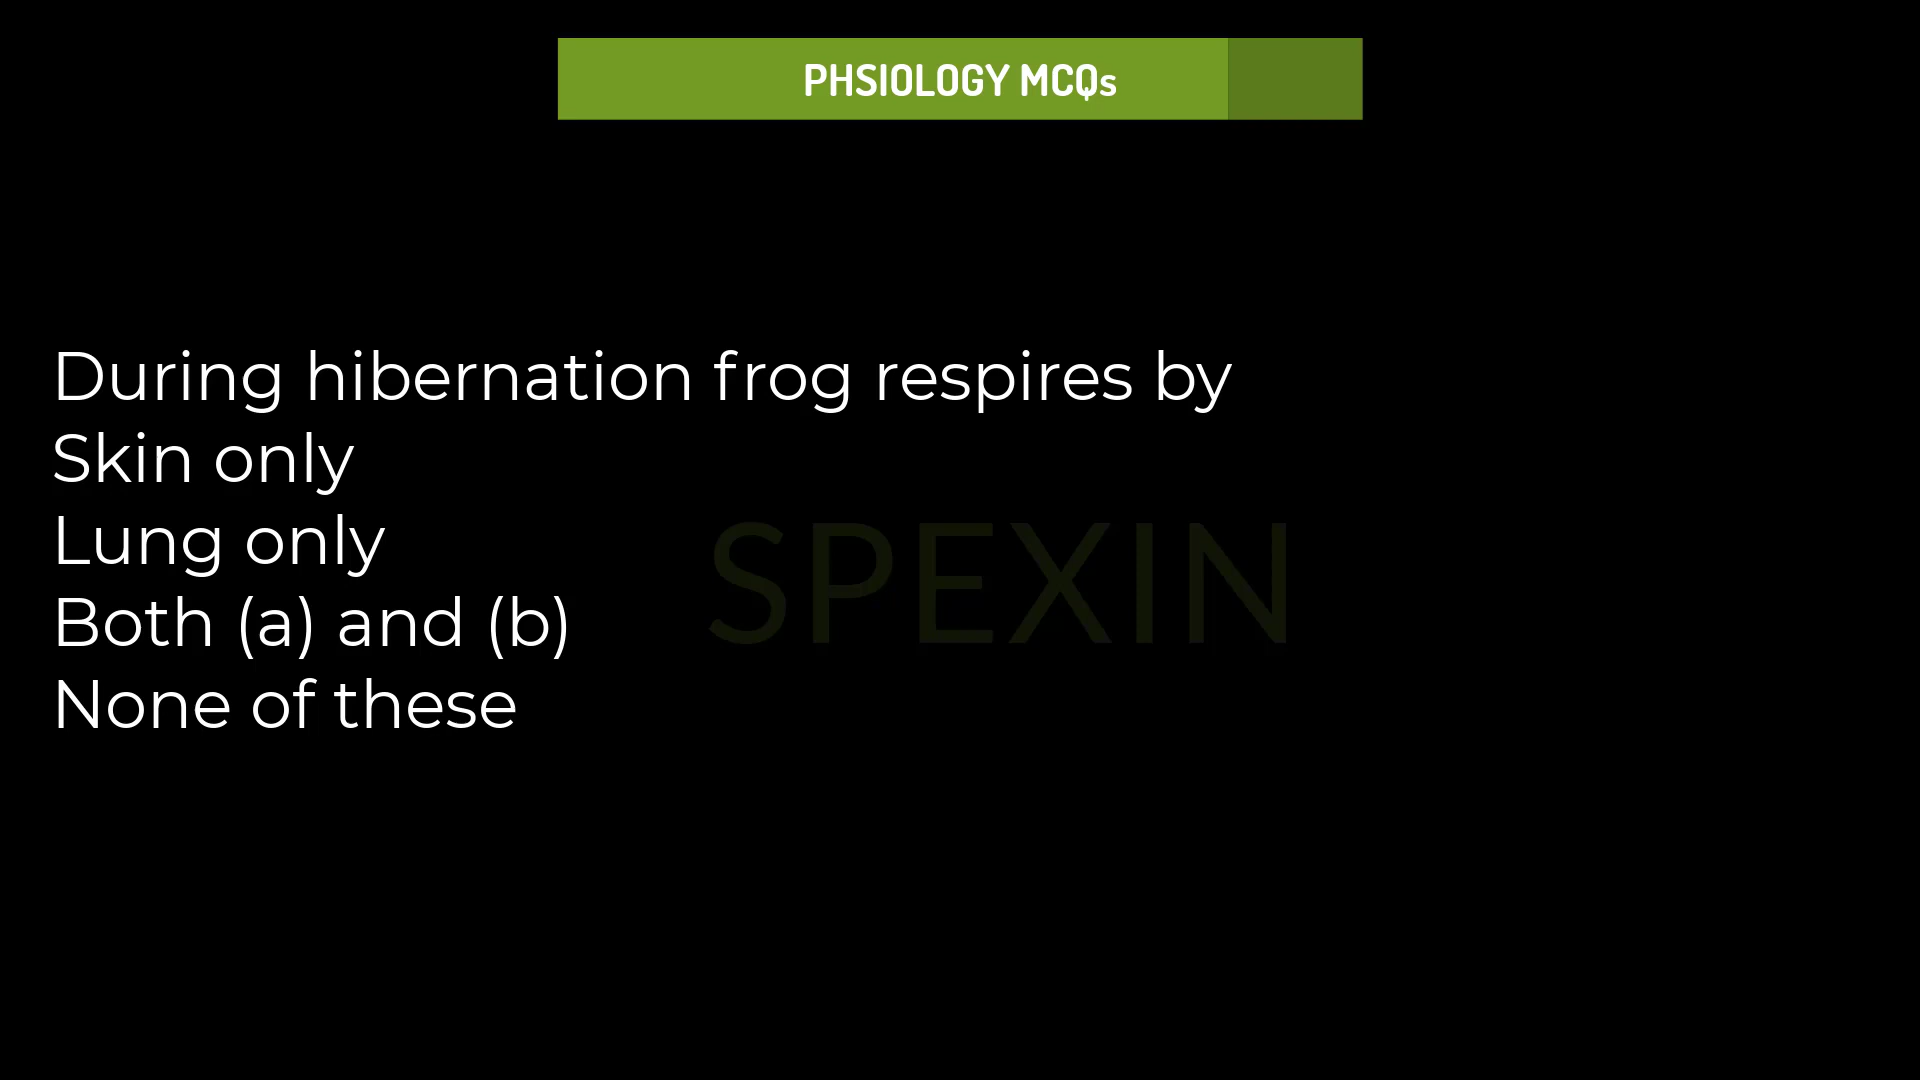 PHSIOLOGY MCQs
During hibernation frog respires by
Skin only
Lung only
SPEXIN
Both (a) and (b)
None of these